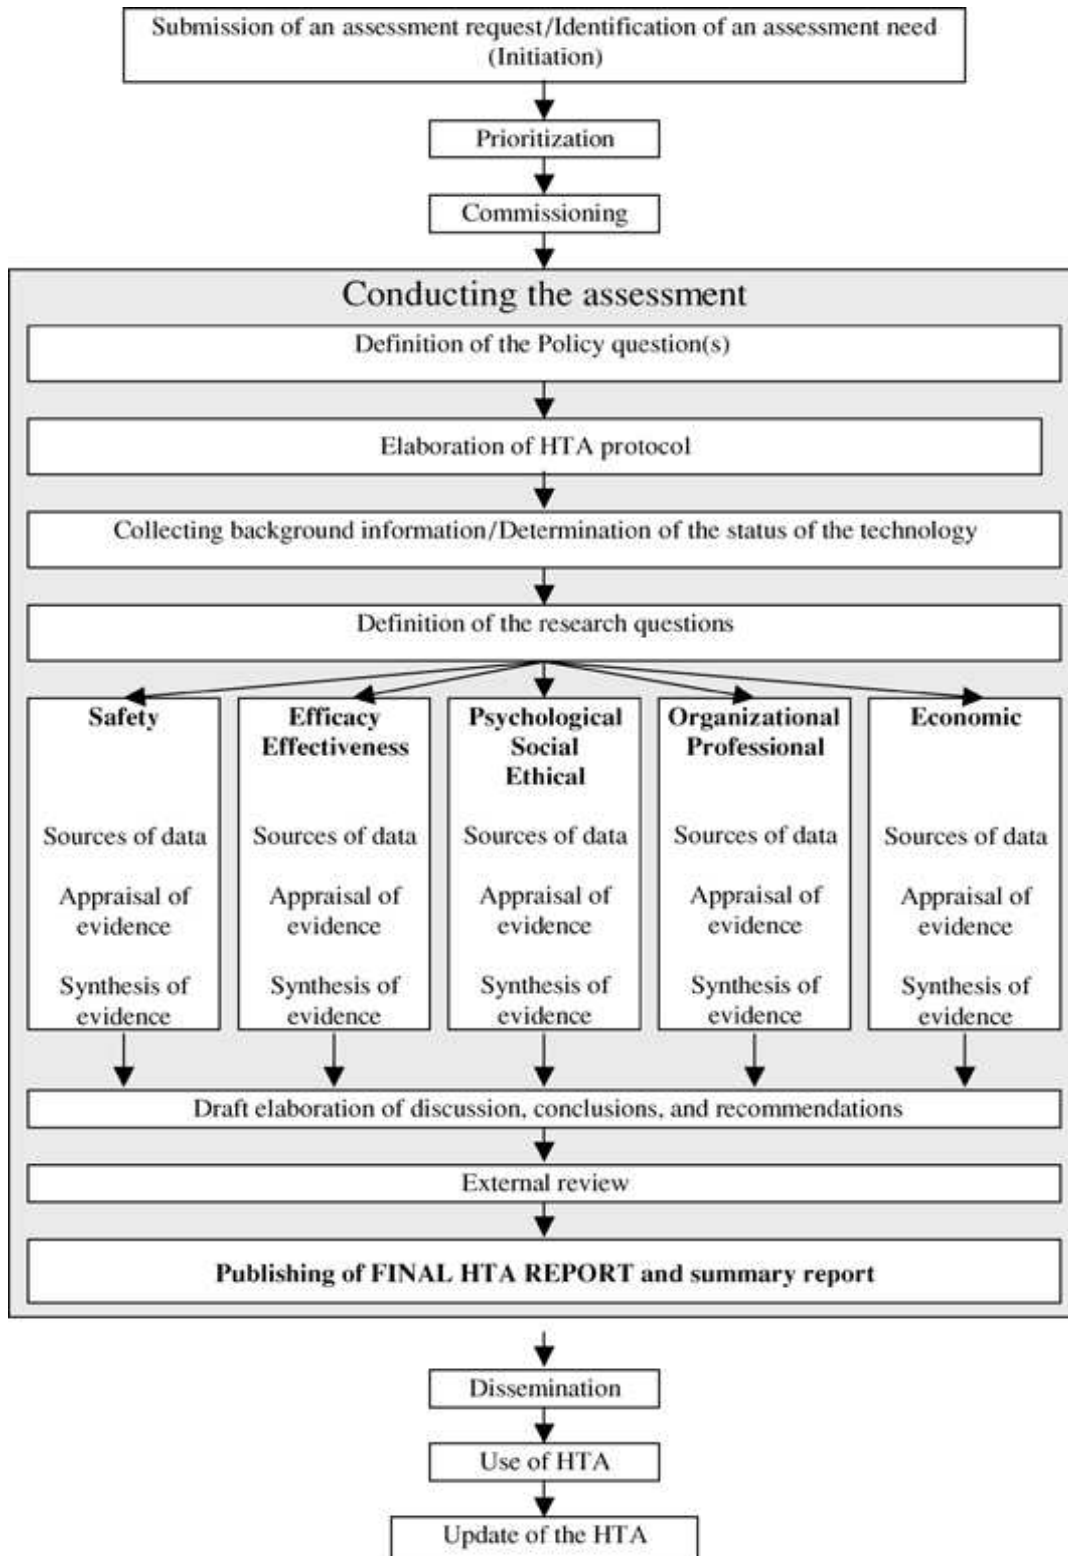 Submission of an assessment request/Identification of an assessment need
(Initiation)
Prioritization
Commissioning
Conducting the assessment
Definition of the Policy question(s)
Elaboration of HTA protocol
Collecting background information/Determination of the status of the technology
Definition of the research questions
Safety
Sources of data
Appraisal of
evidence
Synthesis of
evidence
Efficacy
Effectiveness
Sources of data
Appraisal of
evidence
Synthesis of
evidence
Psychological
Social
Ethical
Sources of data
Appraisal of
evidence
Synthesis of
evidence
Organizational
Professional
Sources of data
Appraisal of
evidence
Synthesis of
evidence
Economic
Sources of data
Appraisal of
evidence
Synthesis of
evidence
Draft elaboration of discussion, conclusions, and recommendations
External review
Publishing of FINAL HTA REPORT and summary report
Dissemination
Use of HTA
Update of the HTA